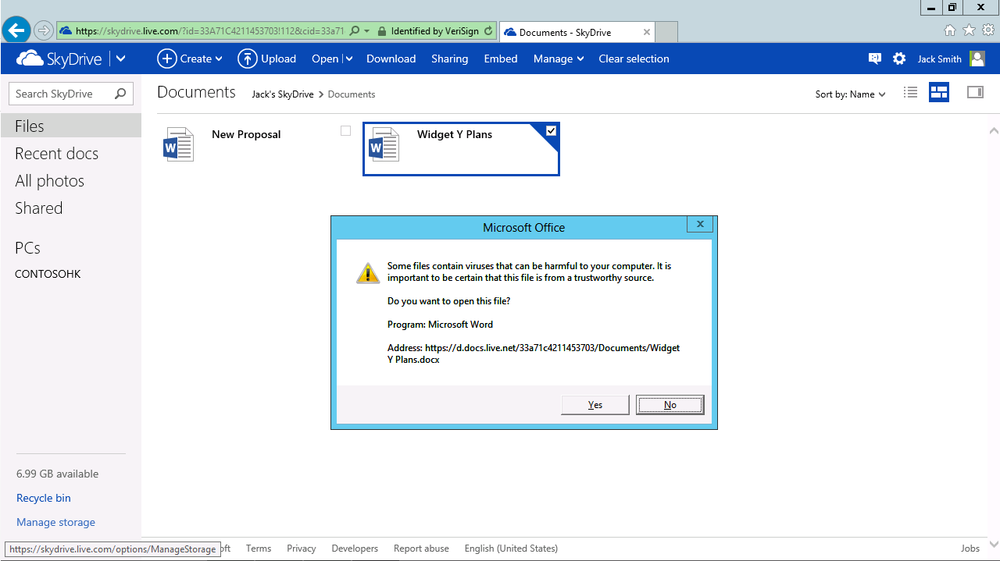 https://skydrive.live.com/?id=33A71C4211453703!112&cid=33a71
Identified by VeriSign
Documents - SkyDrive
SkyDrive
Create
Upload
Open
Download
Sharing
Embed
Manage
Clear selection
Jack Smith
Search SkyDrive
Documents
Jack's SkyDrive > Documents
Sort by: Name
Files
Recent docs
All photos
Shared
PCs
CONTOSOHK
W New Proposal
W Widget Y Plans
Microsoft Office
Some files contain viruses that can be harmful to your computer. It is
important to be certain that this file is from a trustworthy source.
Do you want to open this file?
Program: Microsoft Word
Address: https://d.docs.live.net/33a71c4211453703/Documents/Widget
Y Plans.docx
Yes
No
6.99 GB available
Recycle bin
Manage storage
https://skydrive.live.com/options/ManageStorage
Terms
Privacy
Developers
Report abuse
English (United States)
Jobs